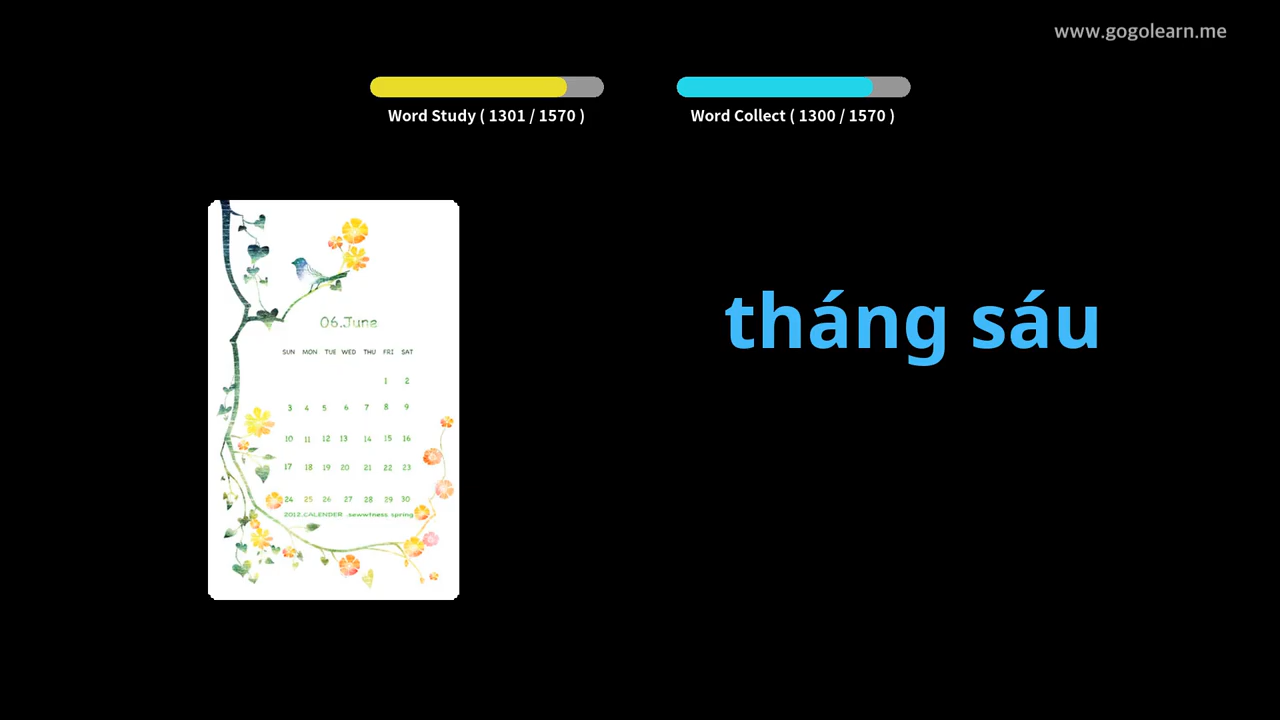 www.gogolearn.me
Word Study ( 1301 / 1570 )
Word Collect ( 1300 / 1570 )
tháng sáu
06.June
SUN MON TUE WED THU FRI SAT
1 2
3 4 5 6 7 8 9
10 11 12 13 14 15 16
17 18 19 20 21 22 23
24 25 26 27 28 29 30
2012.CALENDER .sewwtness spring